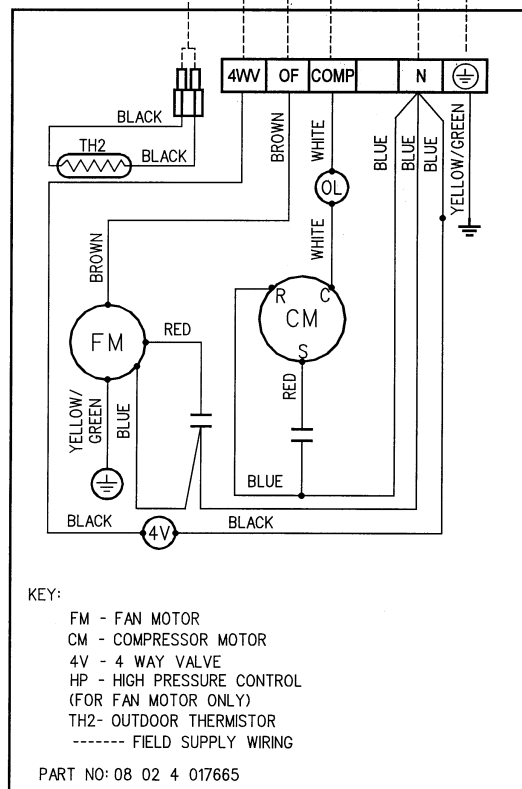 4WV OF COMP N
BLACK
TH2
BLACK
BROWN
WHITE
BLUE
BLUE
BLUE
YELLOW/GREEN
OL
WHITE
BROWN
R C
CM
S
FM
RED
RED
YELLOW/
GREEN
BLUE
BLUE
BLACK
4V
BLACK
KEY:
FM - FAN MOTOR
CM - COMPRESSOR MOTOR
4V - 4 WAY VALVE
HP - HIGH PRESSURE CONTROL
(FOR FAN MOTOR ONLY)
TH2- OUTDOOR THERMISTOR
------- FIELD SUPPLY WIRING
PART NO: 08 02 4 017665